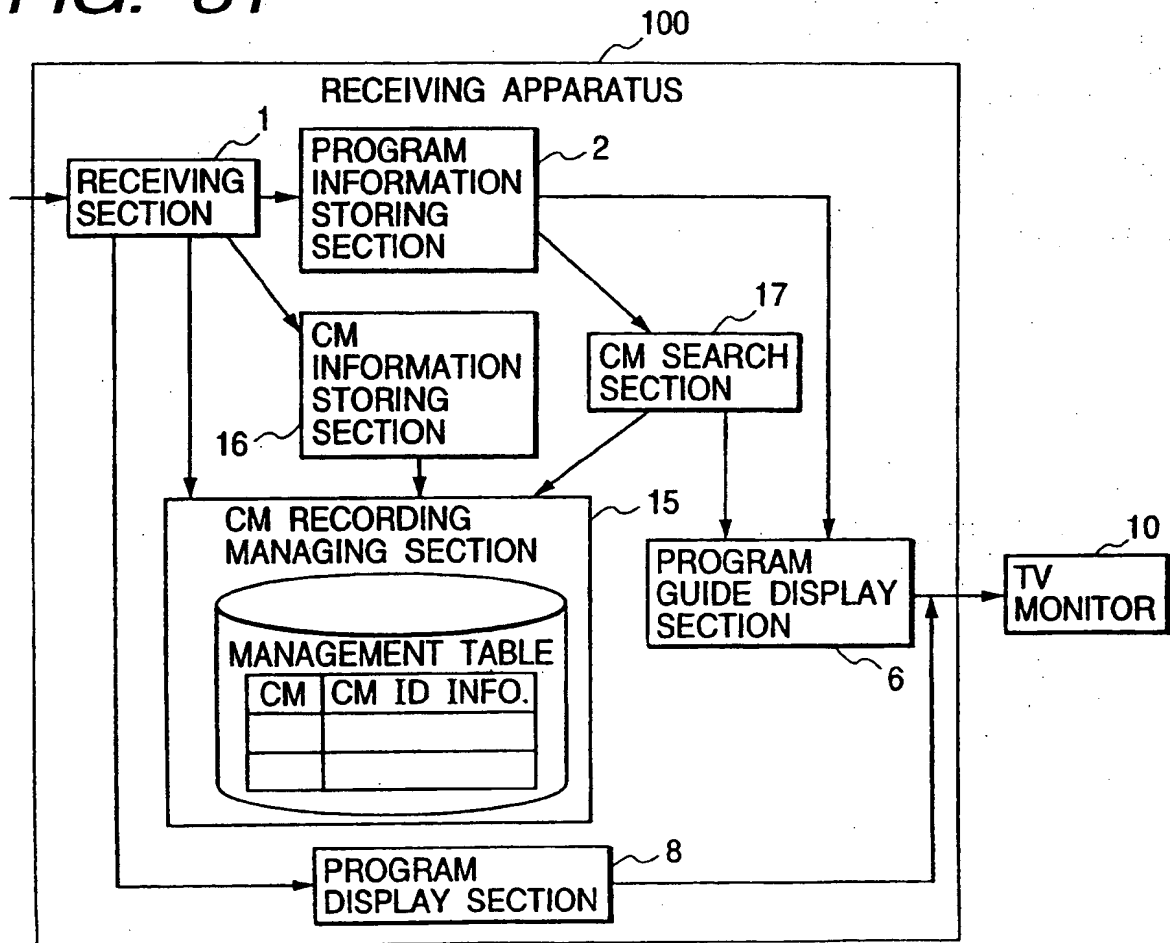 100
RECEIVING APPARATUS
1
RECEIVING
SECTION
PROGRAM
INFORMATION
STORING
SECTION
2
CM
INFORMATION
STORING
SECTION
16
17
CM SEARCH
SECTION
CM RECORDING
MANAGING SECTION
15
MANAGEMENT TABLE
CM CM ID INFO.
PROGRAM
GUIDE DISPLAY
SECTION
6
10
TV
MONITOR
PROGRAM
DISPLAY SECTION
8